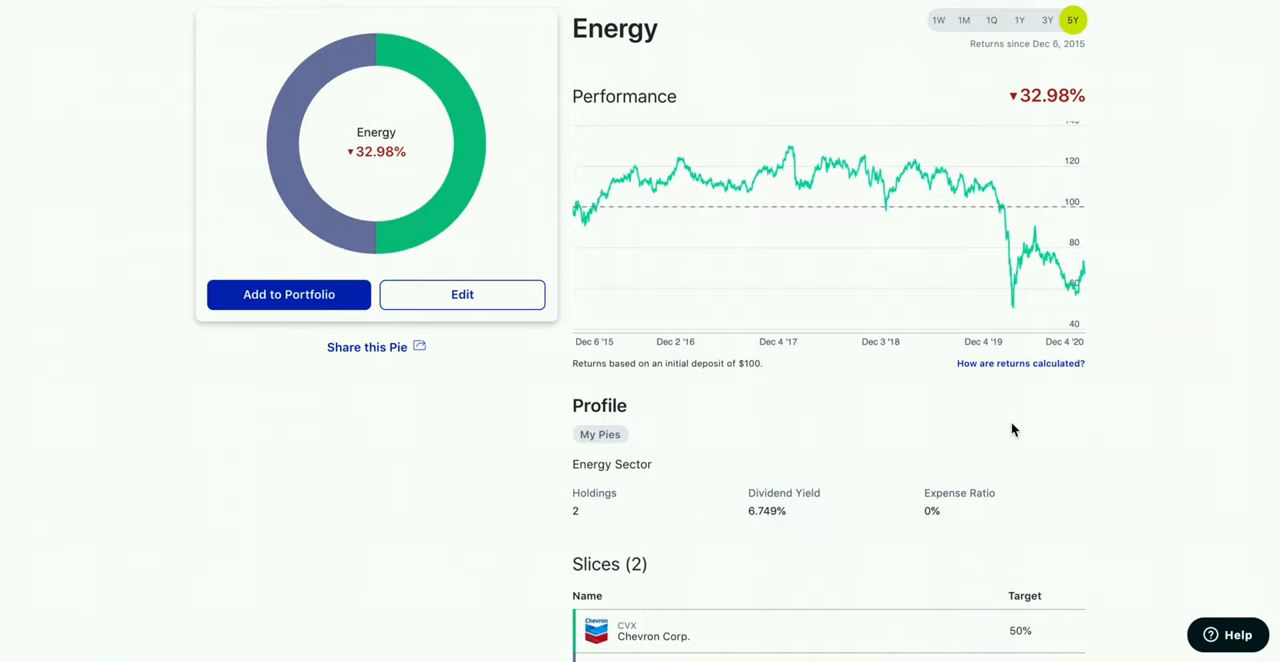 Energy
1W 1M 1Q 1Y 3Y 5Y
Returns since Dec 6, 2015
Energy
▼32.98%
Add to Portfolio
Edit
Share this Pie
Performance
▼32.98%
120
100
80
60
40
Dec 6 '15 Dec 2 '16 Dec 4 '17 Dec 3 '18 Dec 4 '19 Dec 4 '20
Returns based on an initial deposit of $100.
How are returns calculated?
Profile
My Pies
Energy Sector
Holdings Dividend Yield Expense Ratio
2 6.749% 0%
Slices (2)
Name Target
Chevron
CVX
Chevron Corp.
50%
Help